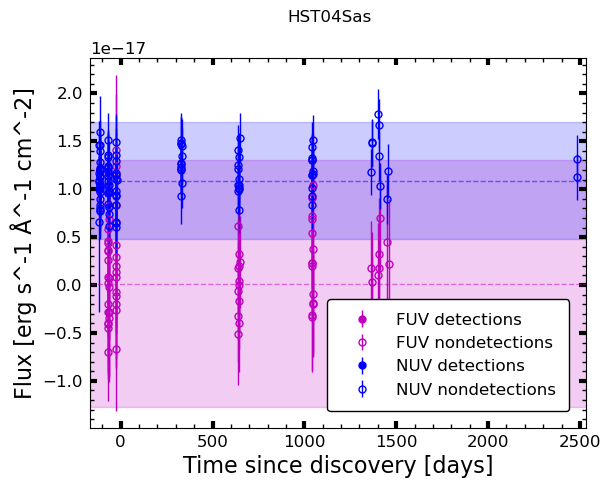 HST04Sas
1e−17
2.0
1.5
1.0
0.5
0.0
−0.5
−1.0
Flux [erg s^-1 Å^-1 cm^-2]
FUV detections
FUV nondetections
NUV detections
NUV nondetections
0 500 1000 1500 2000 2500
Time since discovery [days]